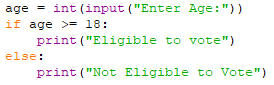 age = int(input("Enter Age:"))
if age >= 18:
    print("Eligible to vote")
else:
    print("Not Eligible to Vote")